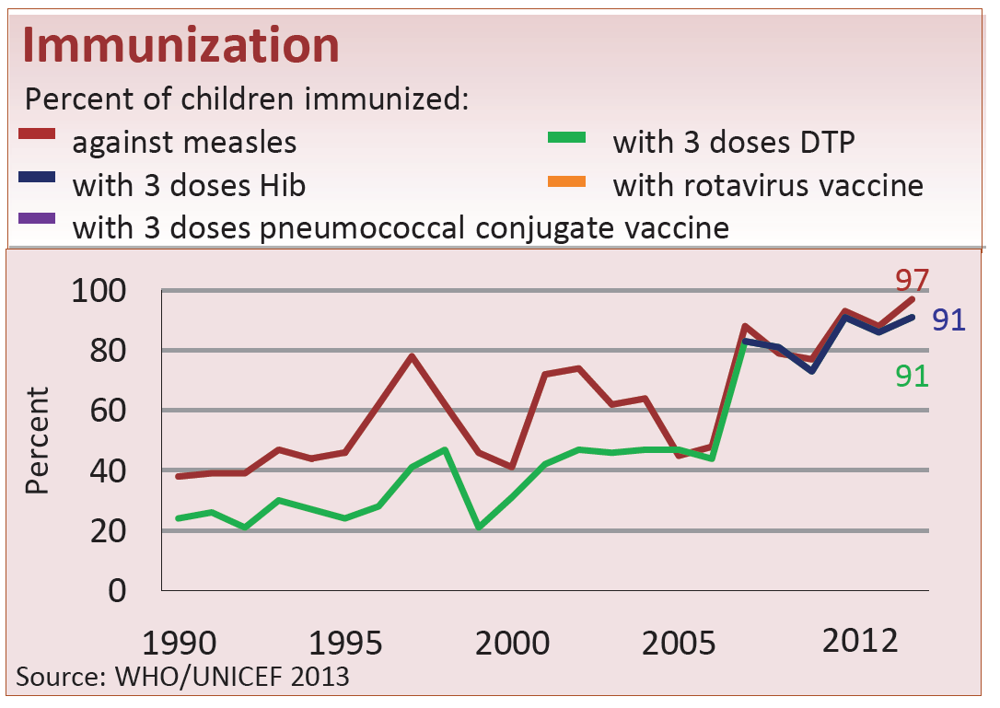 Immunization
Percent of children immunized:
against measles
with 3 doses DTP
with 3 doses Hib
with rotavirus vaccine
with 3 doses pneumococcal conjugate vaccine
97
100
91
80
91
60
40
20
0
Percent
1990 1995 2000 2005 2012
Source: WHO/UNICEF 2013